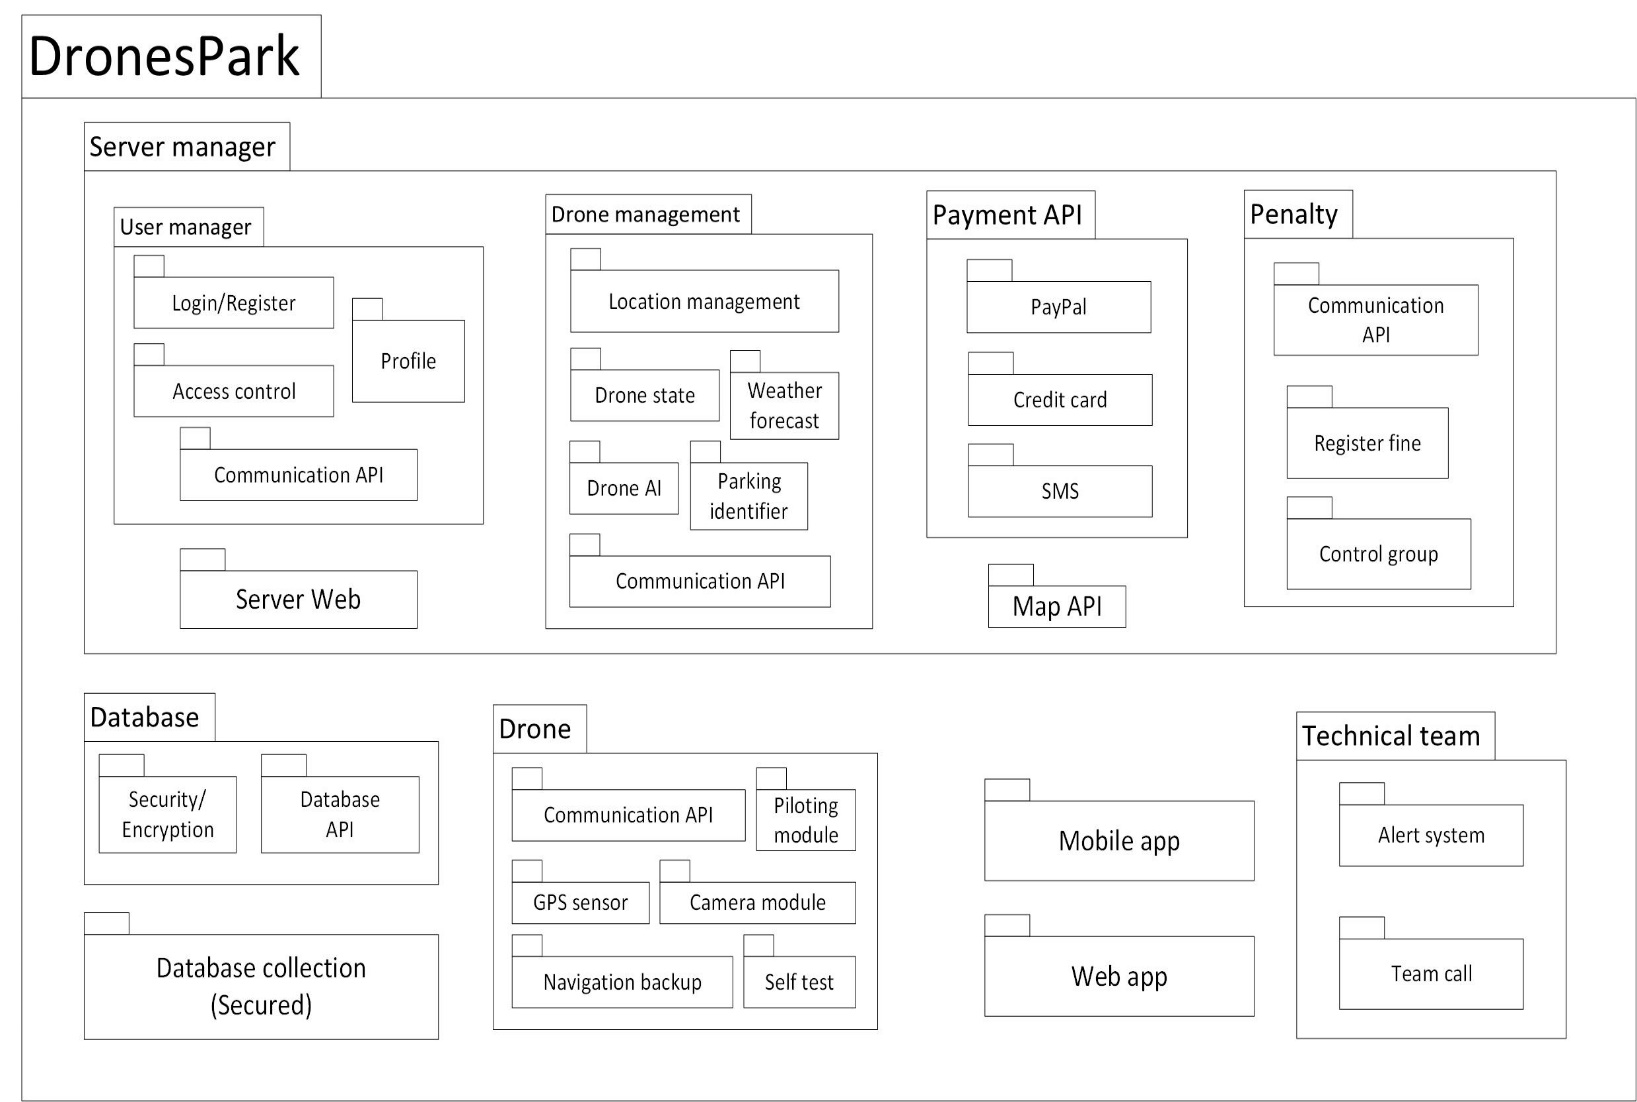 DronesPark
Server manager
User manager
Login/Register
Profile
Access control
Communication API
Server Web
Drone management
Location management
Drone state
Weather
forecast
Drone AI
Parking
identifier
Communication API
Payment API
PayPal
Credit card
SMS
Map API
Penalty
Communication
API
Register fine
Control group
Database
Security/
Encryption
Database
API
Database collection
(Secured)
Drone
Communication API
Piloting
module
GPS sensor
Camera module
Navigation backup
Self test
Mobile app
Web app
Technical team
Alert system
Team call